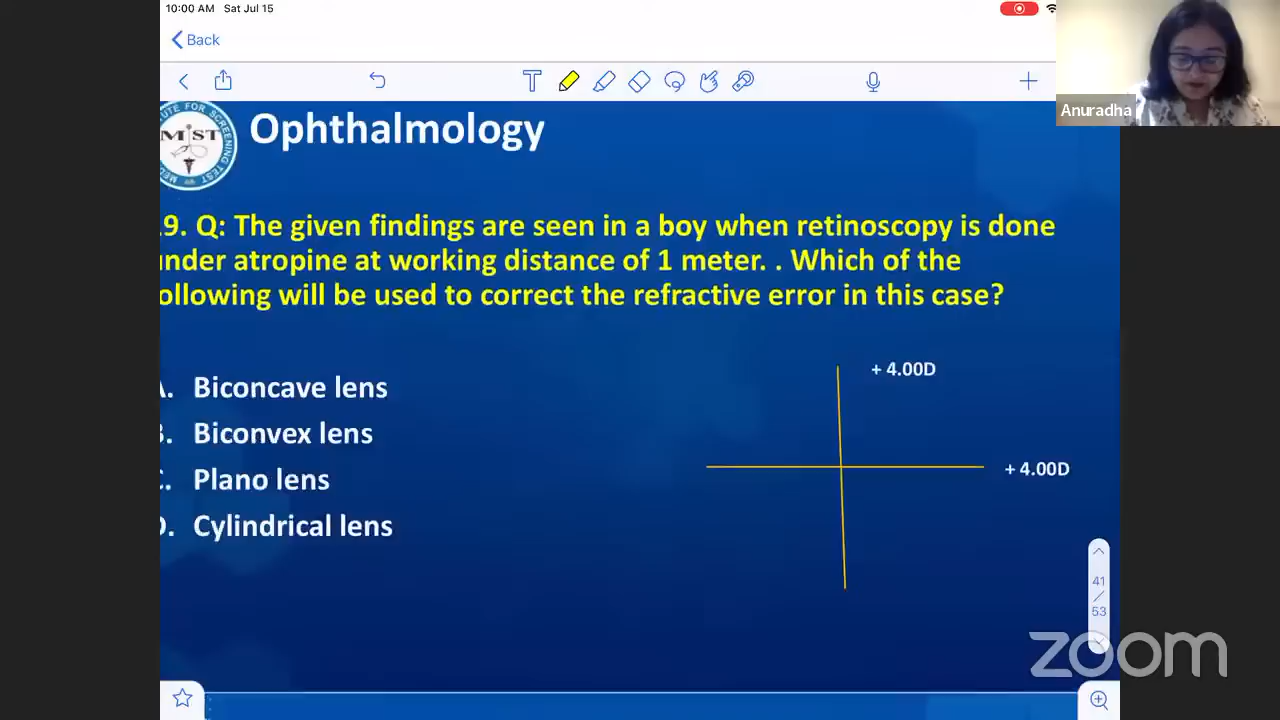 10:00 AM Sat Jul 15
Back
Anuradha
MIST
Ophthalmology
9. Q: The given findings are seen in a boy when retinoscopy is done
under atropine at working distance of 1 meter. . Which of the
following will be used to correct the refractive error in this case?
A. Biconcave lens
B. Biconvex lens
C. Plano lens
D. Cylindrical lens
+ 4.00D
+ 4.00D
41
/
53
zoom